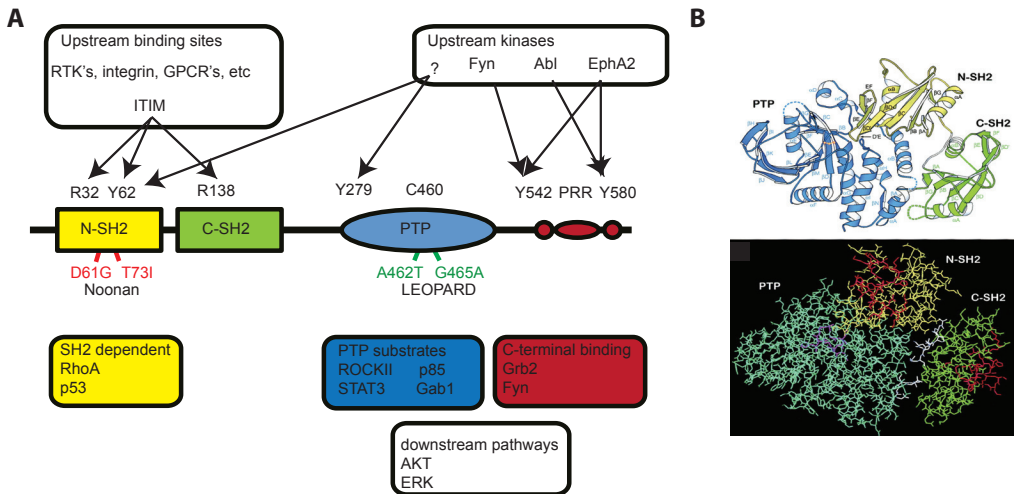 A
Upstream binding sites
RTK's, integrin, GPCR's, etc
ITIM
Upstream kinases
? Fyn Abl EphA2
R32 Y62 R138 Y279 C460 Y542 PRR Y580
N-SH2 C-SH2 PTP
D61G T73I A462T G465A
Noonan LEOPARD
SH2 dependent
RhoA
p53
PTP substrates
ROCKII p85
STAT3 Gab1
C-terminal binding
Grb2
Fyn
downstream pathways
AKT
ERK
B
N-SH2
PTP
C-SH2
N-SH2
PTP
C-SH2